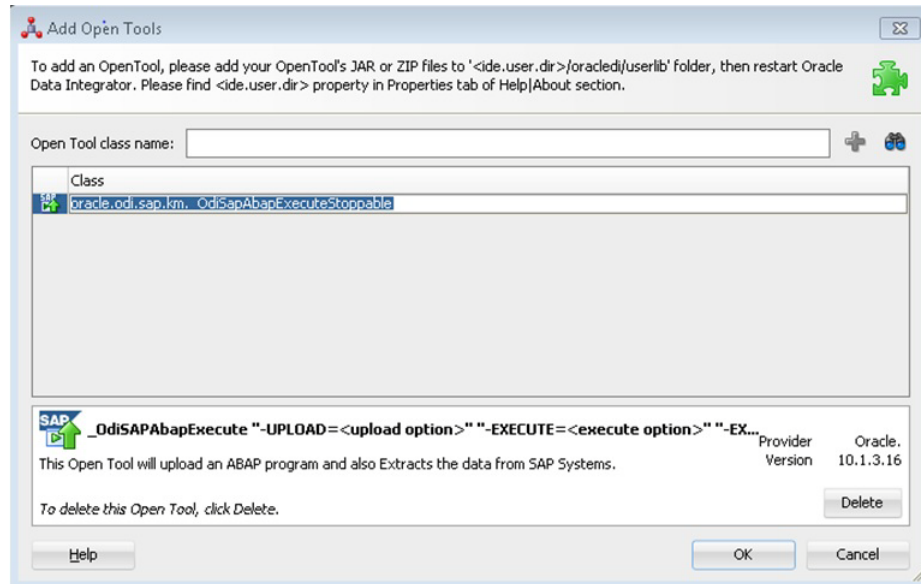 Add Open Tools
To add an OpenTool, please add your OpenTool's JAR or ZIP files to '<ide.user.dir>/oracledi/userlib' folder, then restart Oracle
Data Integrator. Please find <ide.user.dir> property in Properties tab of Help|About section.
Open Tool class name:
Class
SAP oracle.odi.sap.km._OdiSapAbapExecuteStoppable
SAP _OdiSAPAbapExecute "-UPLOAD=<upload option>" "-EXECUTE=<execute option>" "-EX...
Provider Oracle.
This Open Tool will upload an ABAP program and also Extracts the data from SAP Systems.
Version 10.1.3.16
To delete this Open Tool, click Delete.
Delete
Help OK Cancel